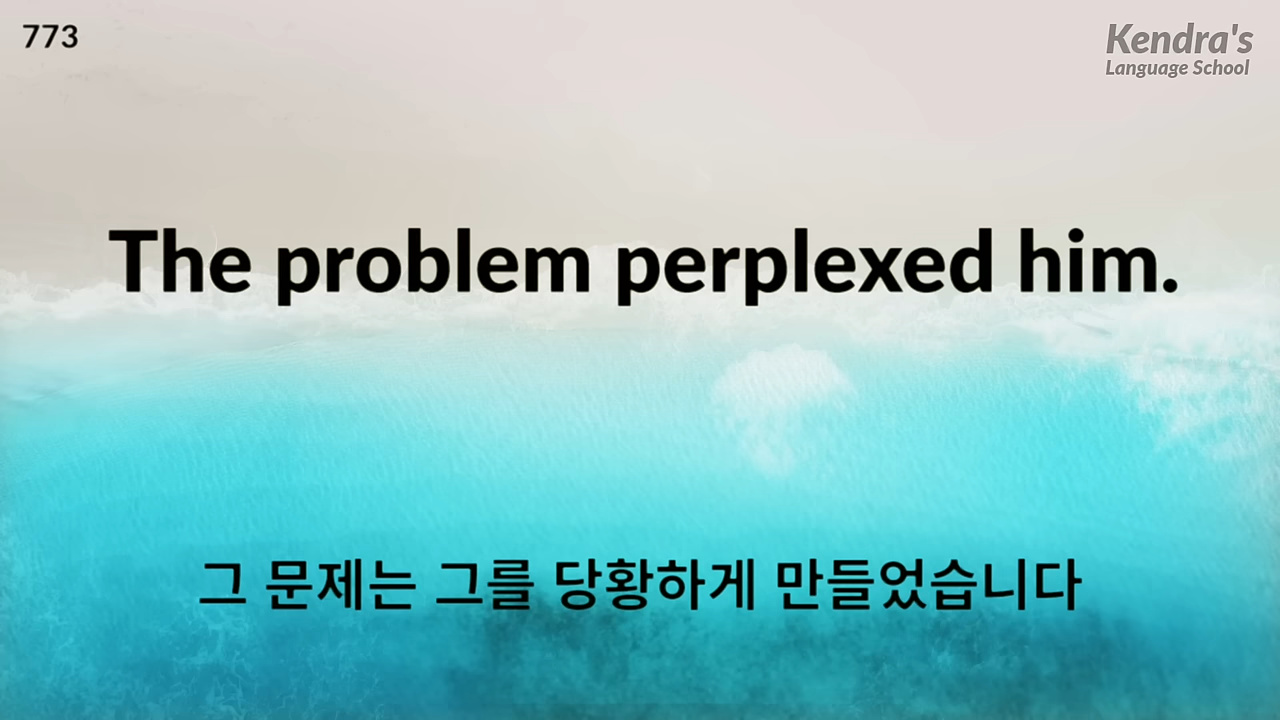 773
Kendra's
Language School
The problem perplexed him.
그 문제는 그를 당황하게 만들었습니다